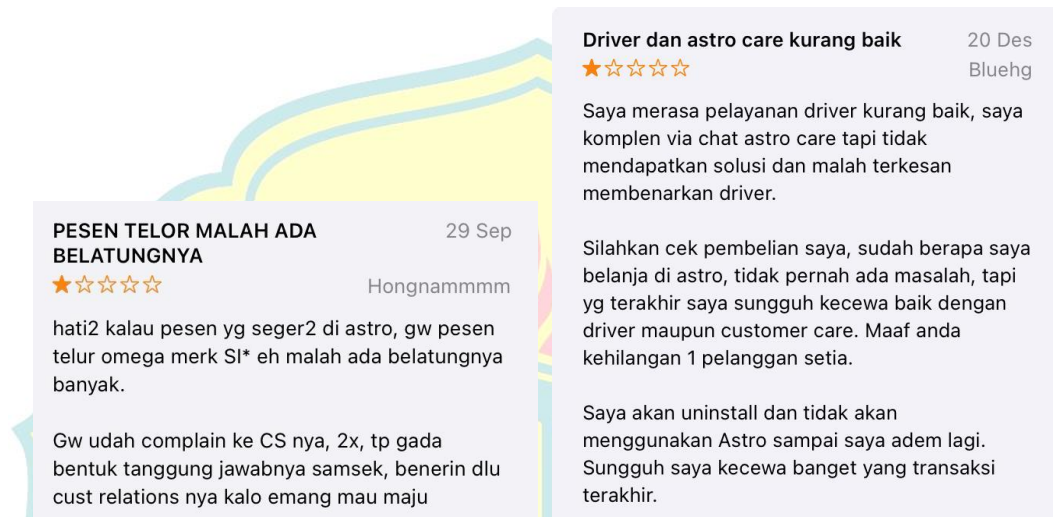 PESEN TELOR MALAH ADA
BELATUNGNYA
29 Sep
Hongnammmm
hati2 kalau pesen yg seger2 di astro, gw pesen
telur omega merk SI* eh malah ada belatungnya
banyak.
Gw udah complain ke CS nya, 2x, tp gada
bentuk tanggung jawabnya samsek, benerin dlu
cust relations nya kalo emang mau maju
Driver dan astro care kurang baik
20 Des
Bluehg
Saya merasa pelayanan driver kurang baik, saya
komplen via chat astro care tapi tidak
mendapatkan solusi dan malah terkesan
membenarkan driver.
Silahkan cek pembelian saya, sudah berapa saya
belanja di astro, tidak pernah ada masalah, tapi
yg terakhir saya sungguh kecewa baik dengan
driver maupun customer care. Maaf anda
kehilangan 1 pelanggan setia.
Saya akan uninstall dan tidak akan
menggunakan Astro sampai saya adem lagi.
Sungguh saya kecewa banget yang transaksi
terakhir.